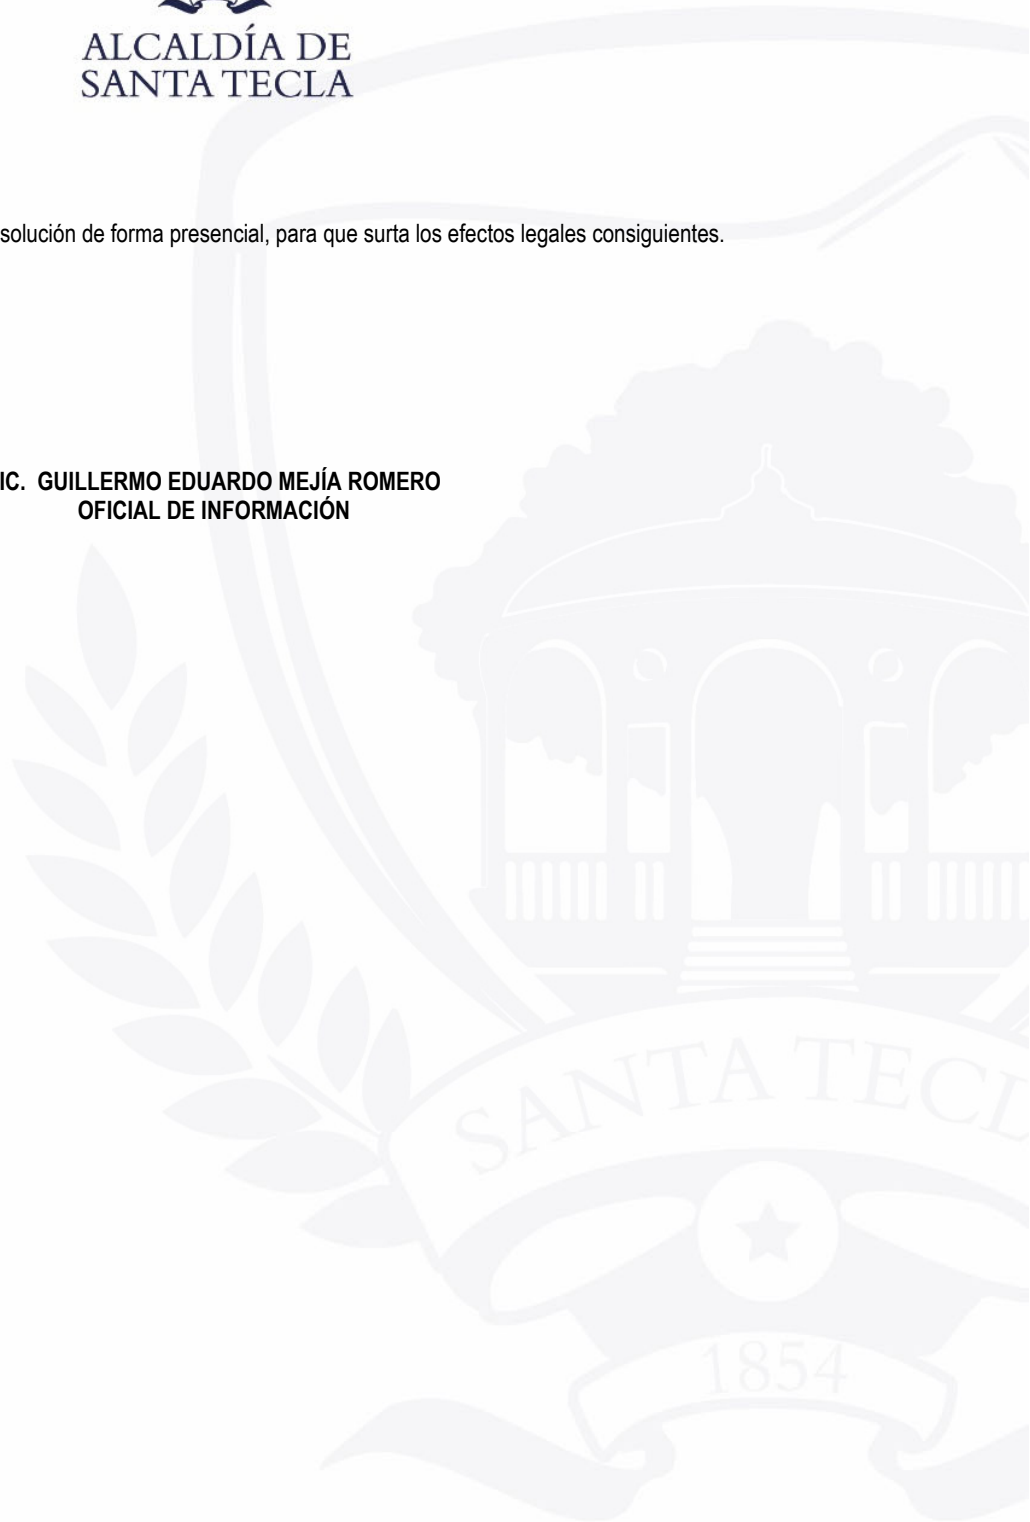 ALCALDÍA DE
SANTA TECLA
solución de forma presencial, para que surta los efectos legales consiguientes.
IC. GUILLERMO EDUARDO MEJÍA ROMERO
OFICIAL DE INFORMACIÓN
SANTA TECL
1854